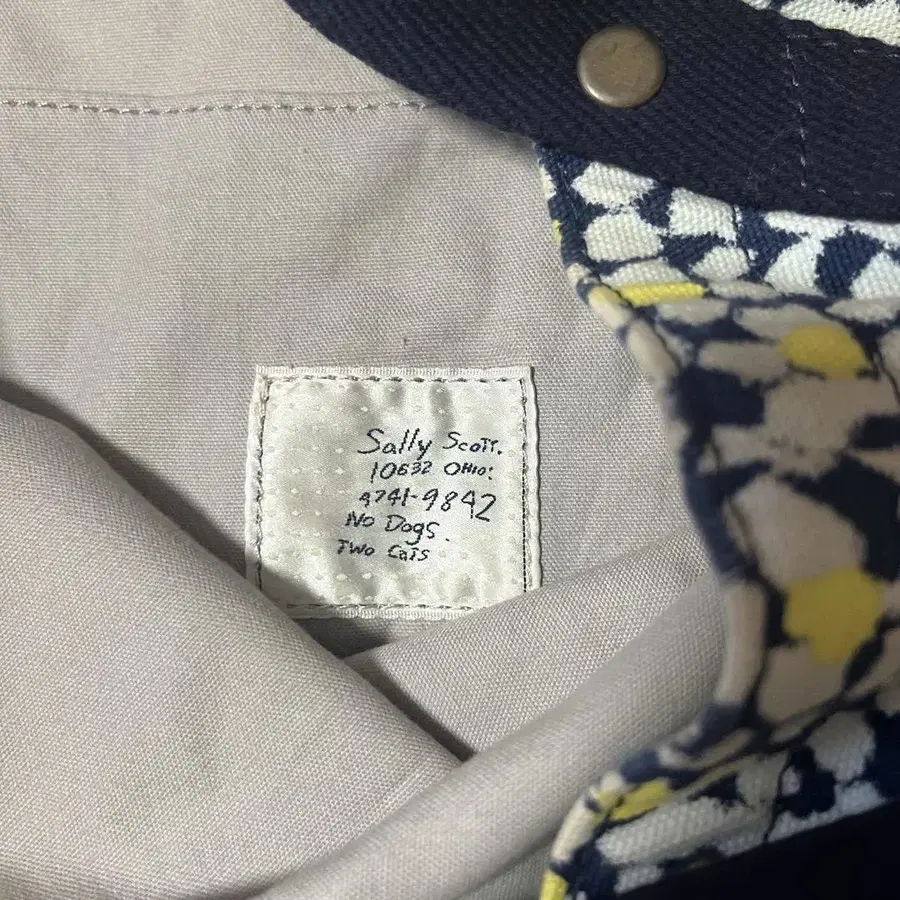 Sally Scott.
10632 OHIO:
4741-9842
No Dogs.
Two Cats